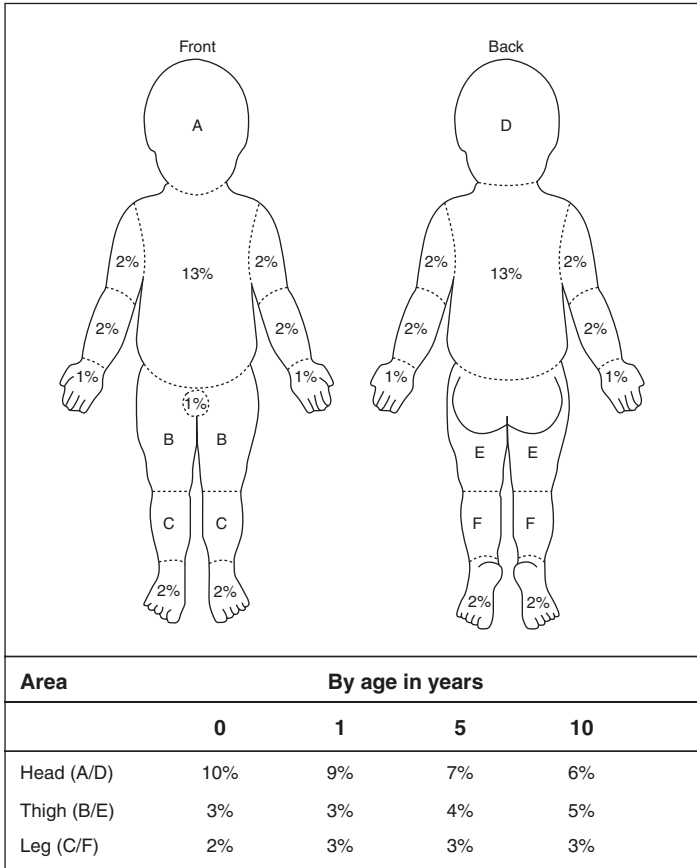 Front Back
A D
2% 13% 2% 2% 13% 2%
2% 2% 2% 2%
1% 1% 1% 1%
1%
B B E E
C C F F
2% 2% 2% 2%
Area By age in years
0 1 5 10
Head (A/D) 10% 9% 7% 6%
Thigh (B/E) 3% 3% 4% 5%
Leg (C/F) 2% 3% 3% 3%